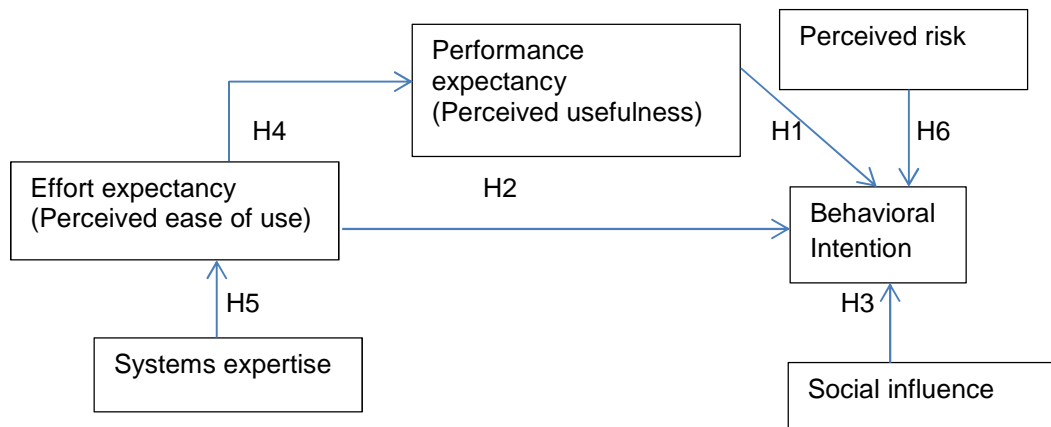 Perceived risk
Performance
expectancy
(Perceived usefulness)
H4
H1
H6
Effort expectancy
(Perceived ease of use)
H2
Behavioral
Intention
H5
H3
Systems expertise
Social influence